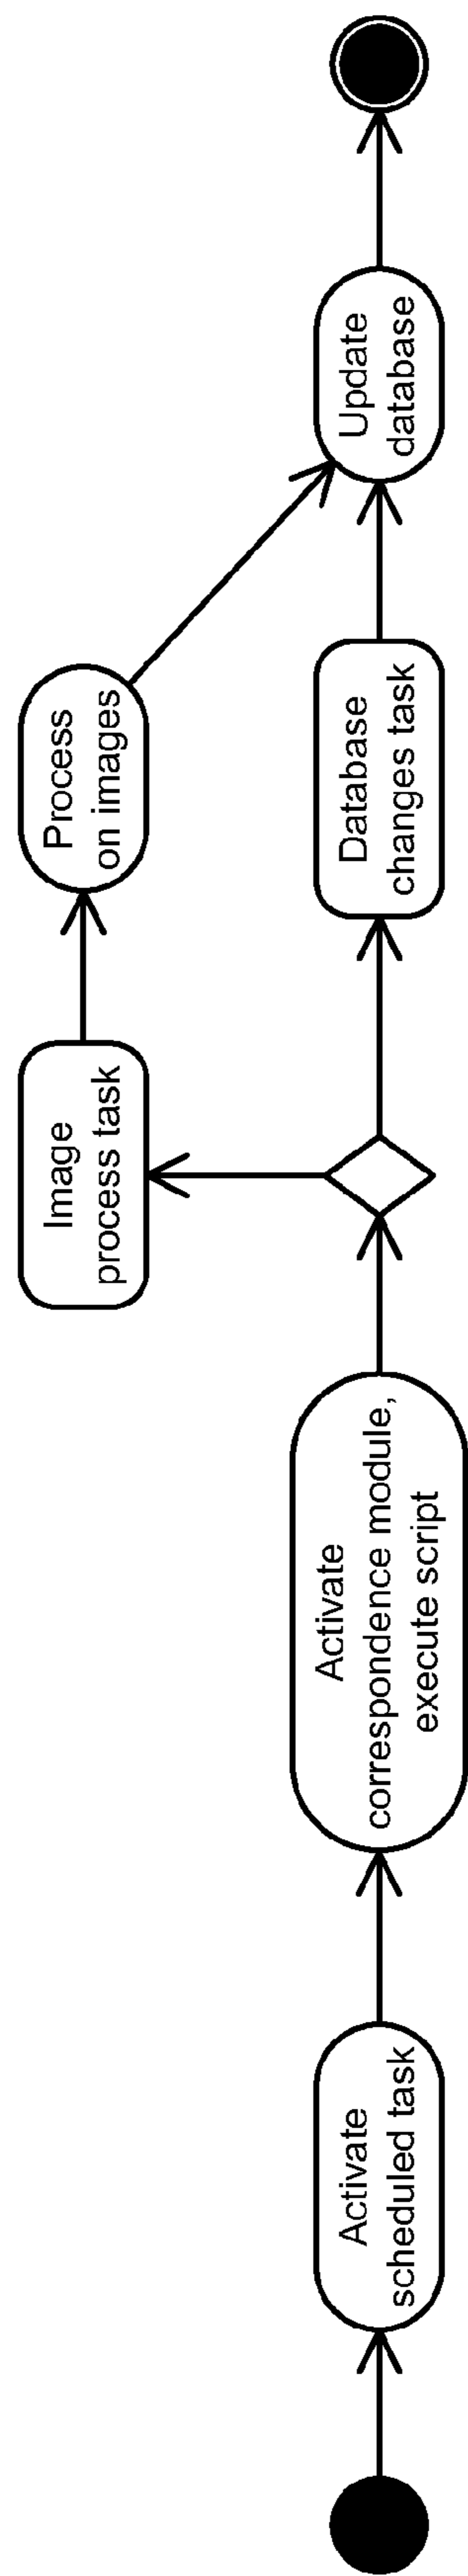 Activate
scheduled task
Activate
correspondence module,
execute script
Image
process task
Process
on images
Database
changes task
Update
database